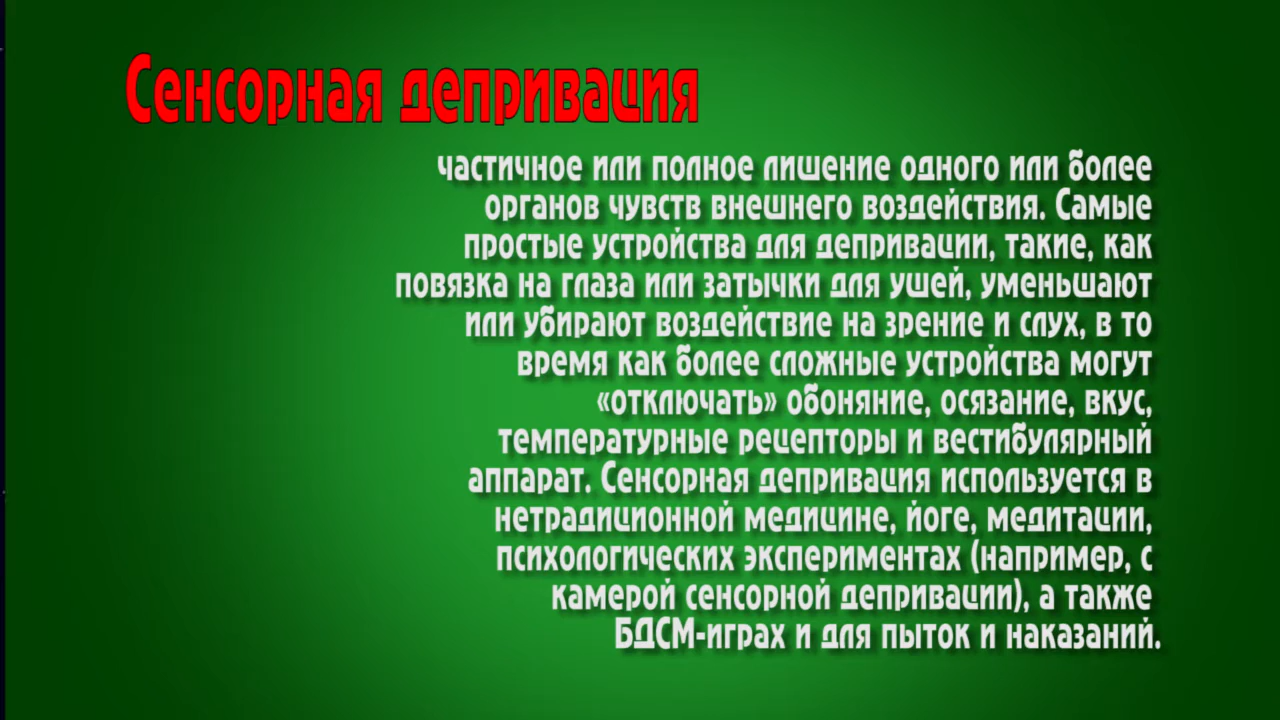 Сенсорная депривация
частичное или полное лишение одного или более
органов чувств внешнего воздействия. Самые
простые устройства для депривации, такие, как
повязка на глаза или затычки для ушей, уменьшают
или убирают воздействие на зрение и слух, в то
время как более сложные устройства могут
«отключать» обоняние, осязание, вкус,
температурные рецепторы и вестибулярный
аппарат. Сенсорная депривация используется в
нетрадиционной медицине, йоге, медитации,
психологических экспериментах (например, с
камерой сенсорной депривации), а также
БДСМ-играх и для пыток и наказаний.